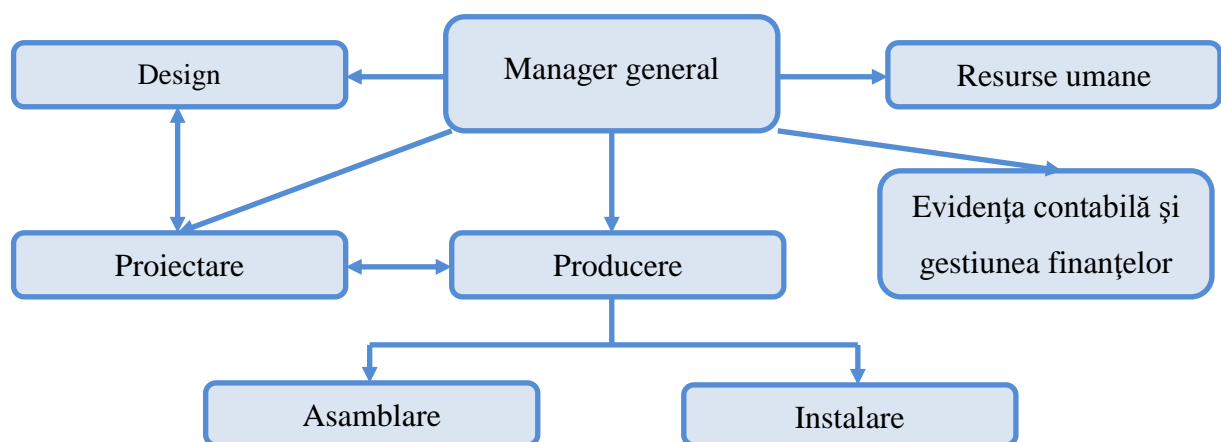 Design
Manager general
Resurse umane
Evidenţa contabilă şi
gestiunea finanţelor
Proiectare
Producere
Asamblare
Instalare